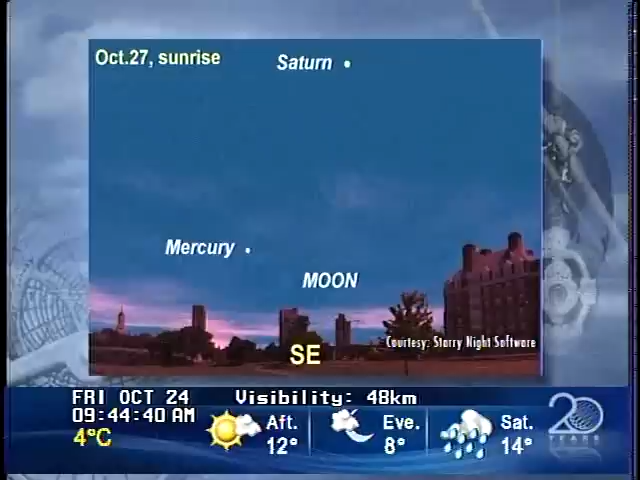 Oct.27, sunrise
Saturn
Mercury
MOON
SE
Courtesy: Starry Night Software
FRI OCT 24 Visibility: 48km
09:44:40 AM
4°C
Aft.
12°
Eve.
8°
Sat.
14°
20
YEARS